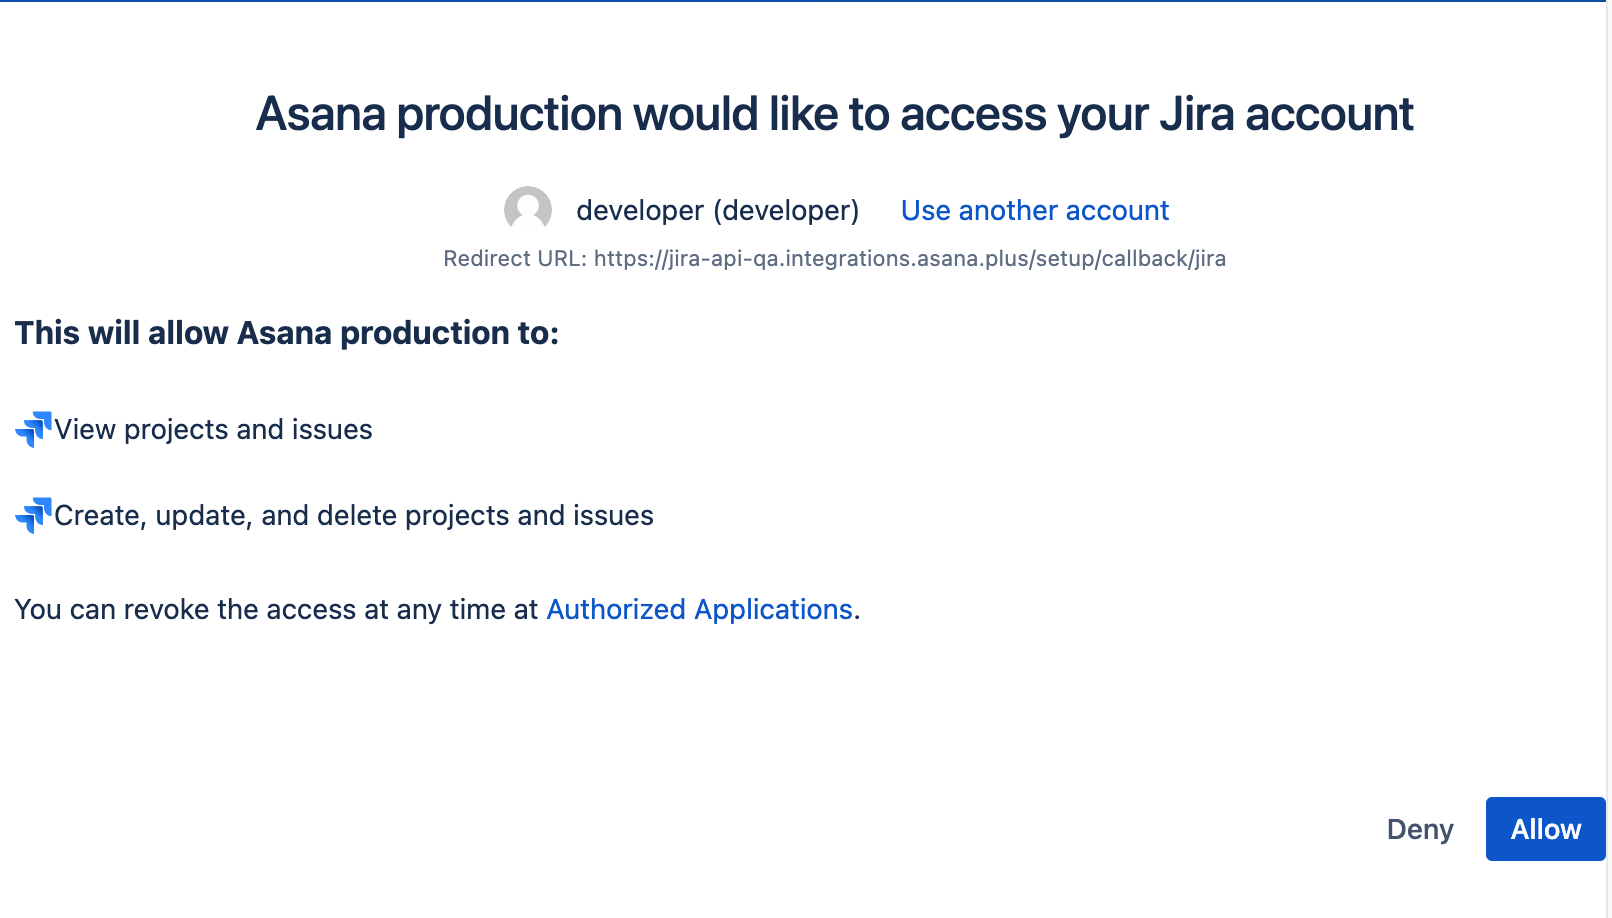 Asana production would like to access your Jira account
developer (developer) Use another account
Redirect URL: https://jira-api-qa.integrations.asana.plus/setup/callback/jira
This will allow Asana production to:
View projects and issues
Create, update, and delete projects and issues
You can revoke the access at any time at Authorized Applications.
Deny Allow